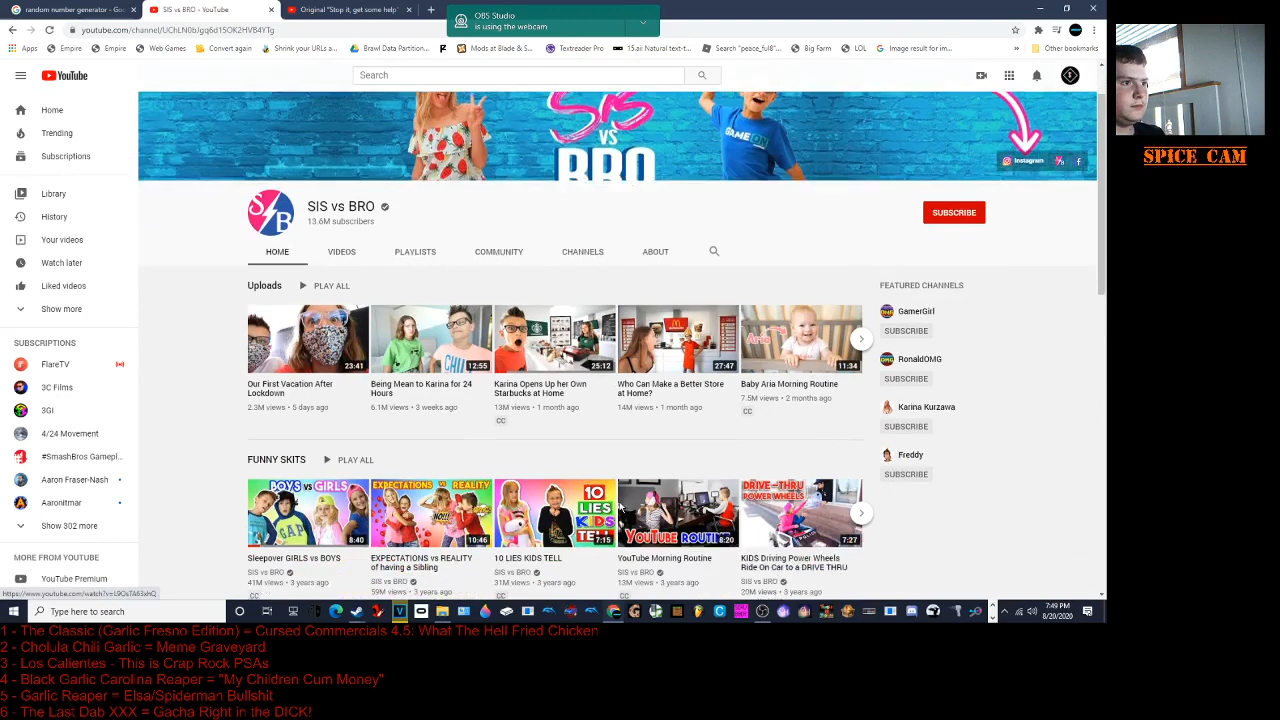 random number generator - Goo
SIS vs BRO - YouTube
Original "Stop it, get some help"
OBS Studio
is using the webcam
youtube.com/channel/UChLN0bJgq6d15OK2HVB4YTg
Apps
Empire
Empire
Web Games
Convert again
Shrink your URLs a...
Brawl Data Partition...
Mods at Blade & S...
Textreader Pro
15.ai: Natural text-...
Search "peace_ful8"...
Big Farm
LOL
Image result for im...
Other bookmarks
YouTube
Search
Home
Trending
Subscriptions
Library
History
Your videos
Watch later
Liked videos
Show more
SUBSCRIPTIONS
FlareTV
3C Films
3GI
4/24 Movement
#SmashBros Gamepl...
Aaron Fraser-Nash
Aaronitmar
Show 302 more
MORE FROM YOUTUBE
YouTube Premium
SIS
VS
BRO
GAME ON
Instagram
S B
SIS vs BRO
13.6M subscribers
SUBSCRIBE
HOME
VIDEOS
PLAYLISTS
COMMUNITY
CHANNELS
ABOUT
Uploads
PLAY ALL
23:41
12:55
25:12
27:47
Aria
11:34
Our First Vacation After
Lockdown
2.3M views • 5 days ago
Being Mean to Karina for 24
Hours
6.1M views • 3 weeks ago
Karina Opens Up her Own
Starbucks at Home
13M views • 1 month ago
CC
Who Can Make a Better Store
at Home?
14M views • 1 month ago
Baby Aria Morning Routine
7.5M views • 2 months ago
CC
FEATURED CHANNELS
GamerGirl
SUBSCRIBE
RonaldOMG
SUBSCRIBE
Karina Kurzawa
SUBSCRIBE
Freddy
SUBSCRIBE
FUNNY SKITS
PLAY ALL
BOYS vs GIRLS
8:40
EXPECTATIONS vs REALITY
NO!!!
10:46
10
LIES
KIDS
TELL
7:15
YOUTUBE ROUTINE
8:20
DRIVE-THRU
POWER WHEELS
7:27
Sleepover GIRLS vs BOYS
SIS vs BRO
41M views • 3 years ago
CC
EXPECTATIONS vs REALITY
of having a Sibling
SIS vs BRO
59M views • 3 years ago
10 LIES KIDS TELL
SIS vs BRO
31M views • 3 years ago
CC
YouTube Morning Routine
SIS vs BRO
13M views • 3 years ago
KIDS Driving Power Wheels
Ride On Car to a DRIVE THRU
SIS vs BRO
20M views • 3 years ago
Type here to search
7:49 PM
8/20/2020
SPICE CAM
1 - The Classic (Garlic Fresno Edition) = Cursed Commercials 4.5: What The Hell Fried Chicken
2 - Cholula Chili Garlic = Meme Graveyard
3 - Los Calientes - This is Crap Rock PSAs
4 - Black Garlic Carolina Reaper = "My Children Cum Money"
5 - Garlic Reaper = Elsa/Spiderman Bullshit
6 - The Last Dab XXX = Gacha Right in the DICK!